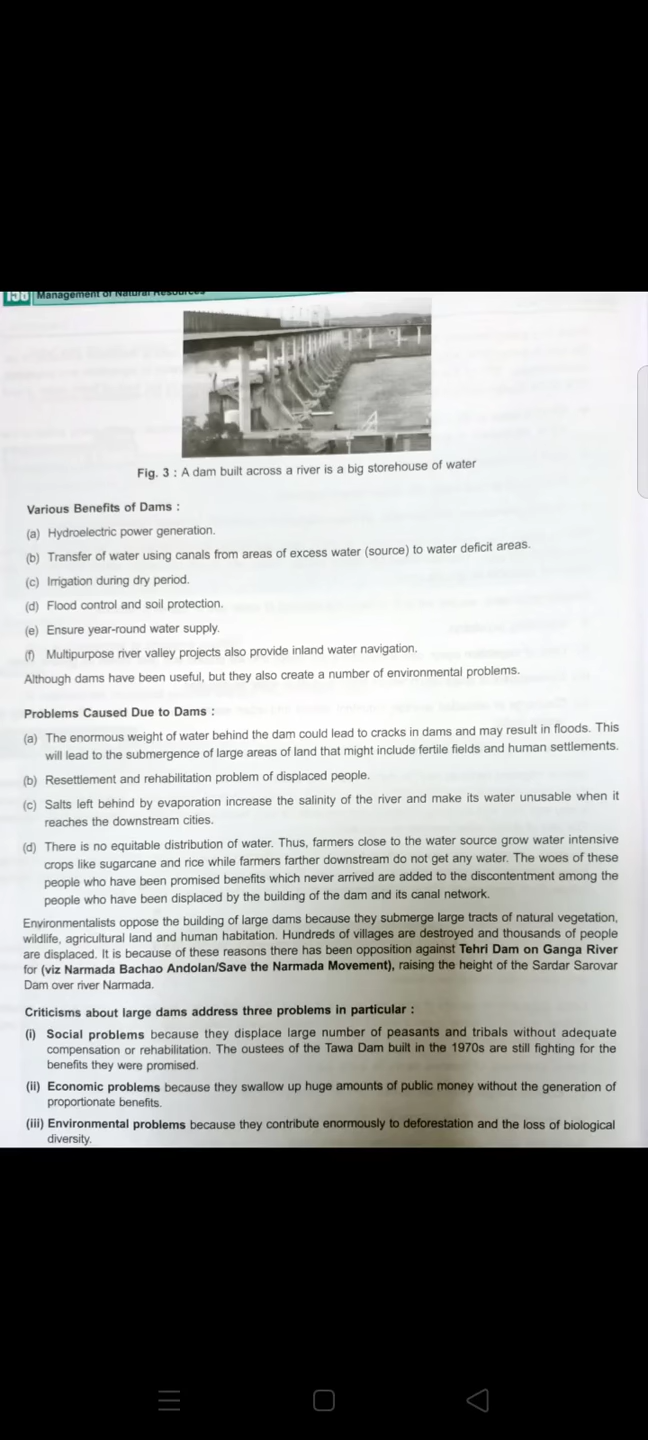 158 Management of Natural Resources
Fig. 3 : A dam built across a river is a big storehouse of water
Various Benefits of Dams :
(a) Hydroelectric power generation.
(b) Transfer of water using canals from areas of excess water (source) to water deficit areas.
(c) Irrigation during dry period.
(d) Flood control and soil protection.
(e) Ensure year-round water supply.
(f) Multipurpose river valley projects also provide inland water navigation.
Although dams have been useful, but they also create a number of environmental problems.
Problems Caused Due to Dams :
(a) The enormous weight of water behind the dam could lead to cracks in dams and may result in floods. This
will lead to the submergence of large areas of land that might include fertile fields and human settlements.
(b) Resettlement and rehabilitation problem of displaced people.
(c) Salts left behind by evaporation increase the salinity of the river and make its water unusable when it
reaches the downstream cities.
(d) There is no equitable distribution of water. Thus, farmers close to the water source grow water intensive
crops like sugarcane and rice while farmers farther downstream do not get any water. The woes of these
people who have been promised benefits which never arrived are added to the discontentment among the
people who have been displaced by the building of the dam and its canal network.
Environmentalists oppose the building of large dams because they submerge large tracts of natural vegetation,
wildlife, agricultural land and human habitation. Hundreds of villages are destroyed and thousands of people
are displaced. It is because of these reasons there has been opposition against Tehri Dam on Ganga River
for (viz Narmada Bachao Andolan/Save the Narmada Movement), raising the height of the Sardar Sarovar
Dam over river Narmada.
Criticisms about large dams address three problems in particular :
(i) Social problems because they displace large number of peasants and tribals without adequate
compensation or rehabilitation. The oustees of the Tawa Dam built in the 1970s are still fighting for the
benefits they were promised.
(ii) Economic problems because they swallow up huge amounts of public money without the generation of
proportionate benefits.
(iii) Environmental problems because they contribute enormously to deforestation and the loss of biological
diversity.